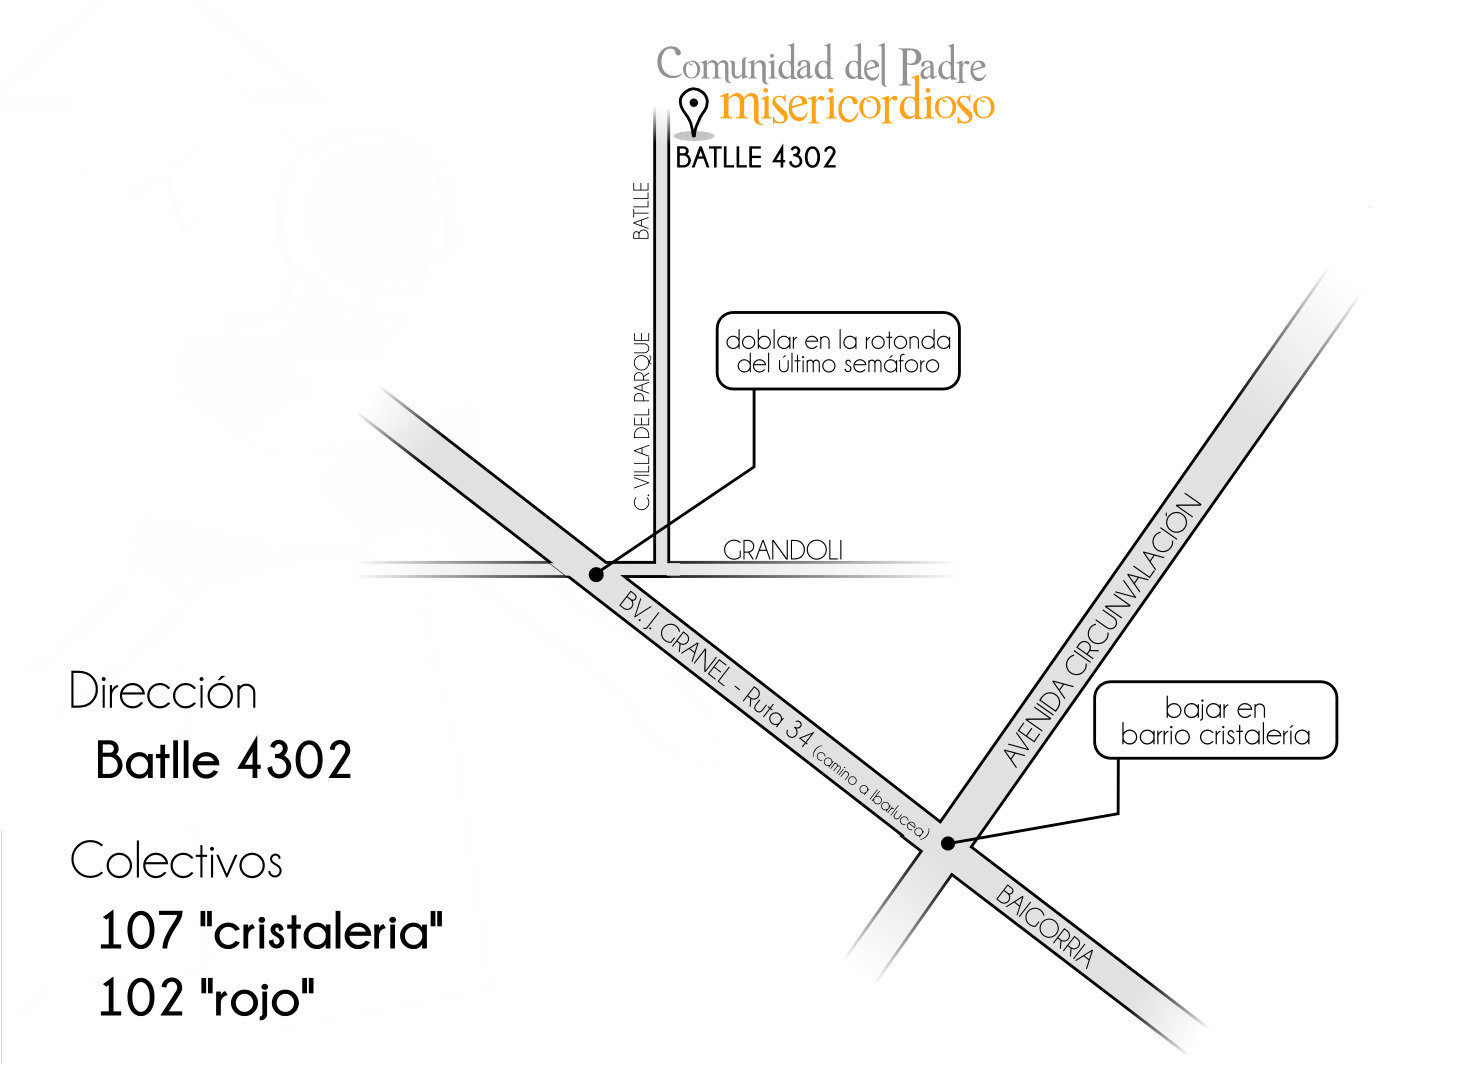 Comunidad del Padre
misericordioso
BATLLE 4302
BATLLE
C. VILLA DEL PARQUE
doblar en la rotonda
del último semáforo
GRANDOLI
BV. J. GRANEL - Ruta 34 (camino a Ibarlucea)
AVENIDA CIRCUNVALACIÓN
bajar en
barrio cristalería
BAIGORRIA
Dirección
Batlle 4302
Colectivos
107 "cristaleria"
102 "rojo"